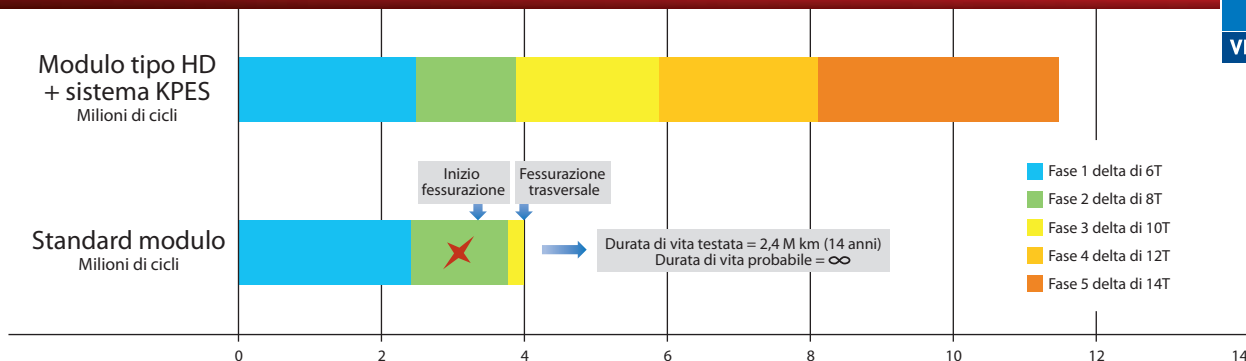 VI
Modulo tipo HD
+ sistema KPES
Milioni di cicli
Inizio
fessurazione
Fessurazione
trasversale
Standard modulo
Milioni di cicli
Durata di vita testata = 2,4 M km (14 anni)
Durata di vita probabile = ∞
Fase 1 delta di 6T
Fase 2 delta di 8T
Fase 3 delta di 10T
Fase 4 delta di 12T
Fase 5 delta di 14T
0 2 4 6 8 10 12 14